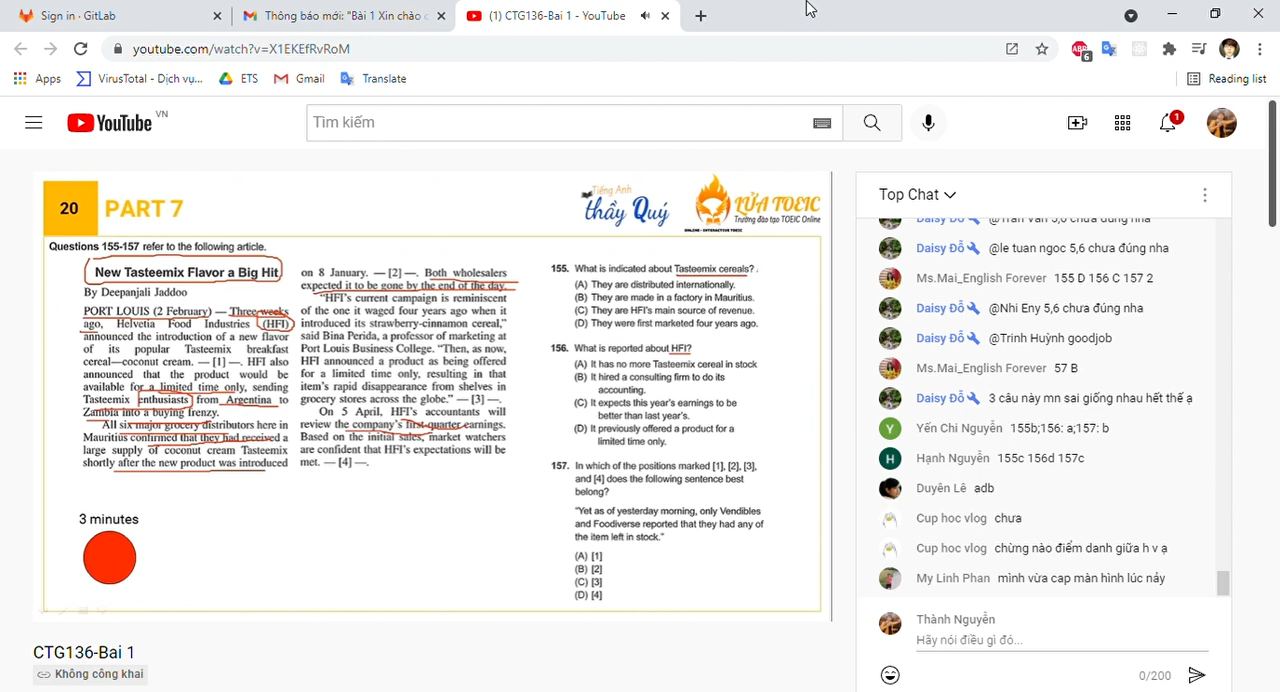 Sign in · GitLab
Thông báo mới: "Bài 1 Xin chào c
(1) CTG136-Bai 1 - YouTube
youtube.com/watch?v=X1EKEfRvRoM
ABP
6
Apps
VirusTotal - Dịch vụ...
ETS
Gmail
Translate
Reading list
YouTube VN
Tìm kiếm
1
20
PART 7
Tiếng Anh
thầy Quý
LỬA TOEIC
Trường đào tạo TOEIC Online
ONLINE - INTERACTIVE TOEIC
Questions 155-157 refer to the following article.
New Tasteemix Flavor a Big Hit
By Deepanjali Jaddoo
PORT LOUIS (2 February) — Three weeks
ago, Helvetia Food Industries (HFI)
announced the introduction of a new flavor
of its popular Tasteemix breakfast
cereal—coconut cream. — [1] —. HFI also
announced that the product would be
available for a limited time only, sending
Tasteemix enthusiasts from Argentina to
Zambia into a buying frenzy.
All six major grocery distributors here in
Mauritius confirmed that they had received a
large supply of coconut cream Tasteemix
shortly after the new product was introduced
3 minutes
on 8 January. — [2] —. Both wholesalers
expected it to be gone by the end of the day.
"HFI's current campaign is reminiscent
of the one it waged four years ago when it
introduced its strawberry-cinnamon cereal,"
said Bina Perida, a professor of marketing at
Port Louis Business College. "Then, as now,
HFI announced a product as being offered
for a limited time only, resulting in that
item's rapid disappearance from shelves in
grocery stores across the globe." — [3] —.
On 5 April, HFI's accountants will
review the company's first-quarter earnings.
Based on the initial sales, market watchers
are confident that HFI's expectations will be
met. — [4] —.
155. What is indicated about Tasteemix cereals?
(A) They are distributed internationally.
(B) They are made in a factory in Mauritius.
(C) They are HFI's main source of revenue.
(D) They were first marketed four years ago.
156. What is reported about HFI?
(A) It has no more Tasteemix cereal in stock
(B) It hired a consulting firm to do its
accounting.
(C) It expects this year's earnings to be
better than last year's.
(D) It previously offered a product for a
limited time only.
157. In which of the positions marked [1], [2], [3],
and [4] does the following sentence best
belong?
"Yet as of yesterday morning, only Vendibles
and Foodiverse reported that they had any of
the item left in stock."
(A) [1]
(B) [2]
(C) [3]
(D) [4]
CTG136-Bai 1
Không công khai
Top Chat
Daisy Đỗ @Trần Vân 5,6 chưa đúng nha
Daisy Đỗ @le tuan ngoc 5,6 chưa đúng nha
Ms.Mai_English Forever 155 D 156 C 157 2
Daisy Đỗ @Nhi Eny 5,6 chưa đúng nha
Daisy Đỗ @Trinh Huỳnh goodjob
Ms.Mai_English Forever 57 B
Daisy Đỗ 3 câu này mn sai giống nhau hết thế ạ
Y
Yến Chi Nguyễn 155b;156: a;157: b
H
Hạnh Nguyễn 155c 156d 157c
Duyên Lê adb
Cup hoc vlog chưa
Cup hoc vlog chừng nào điểm danh giữa h v ạ
My Linh Phan mình vừa cap màn hình lúc nảy
Thành Nguyễn
Hãy nói điều gì đó...
0/200